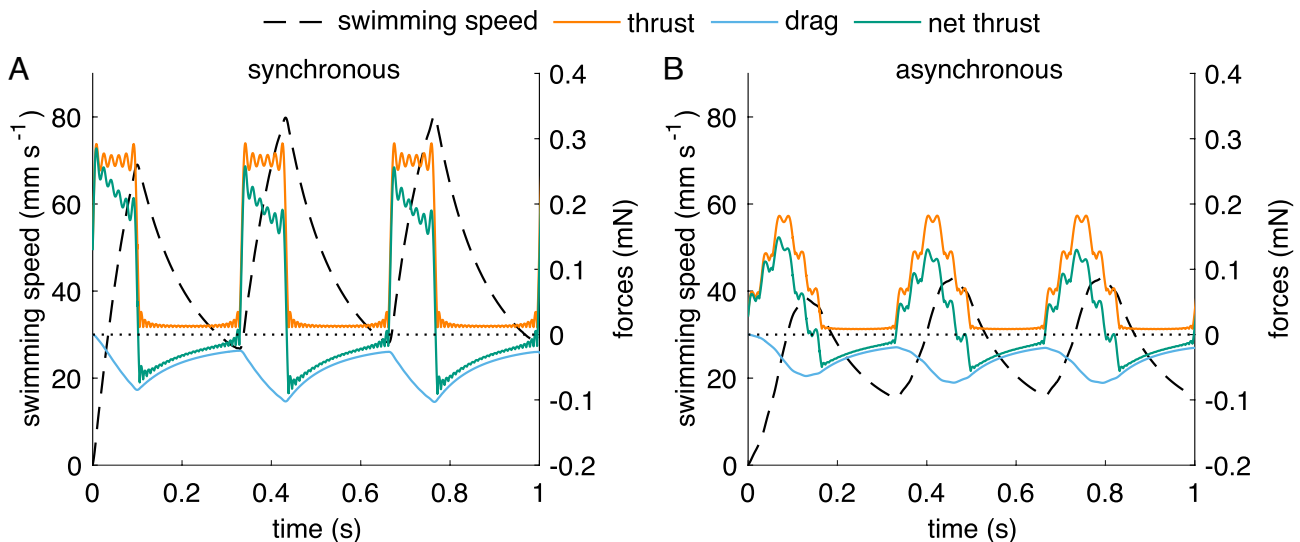 swimming speed thrust drag net thrust
A synchronous
swimming speed (mm s-1)
80
60
40
20
0
0 0.2 0.4 0.6 0.8 1
time (s)
0.4
0.3
0.2
0.1
0
-0.1
-0.2
forces (mN)
B asynchronous
swimming speed (mm s-1)
80
60
40
20
0
0 0.2 0.4 0.6 0.8 1
time (s)
0.4
0.3
0.2
0.1
0
-0.1
-0.2
forces (mN)